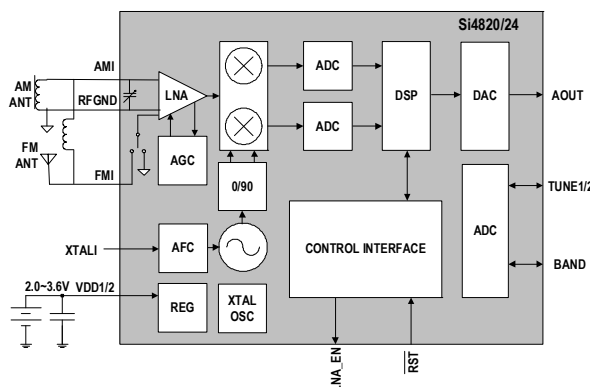 Si4820/24
AMI
AM
ANT
RFGND
LNA
ADC
ADC
DSP
DAC
AOUT
FM
ANT
FMI
AGC
0/90
ADC
TUNE1/2
BAND
CONTROL INTERFACE
XTALI
AFC
2.0~3.6V
VDD1/2
REG
XTAL
OSC
LNA_EN
RST